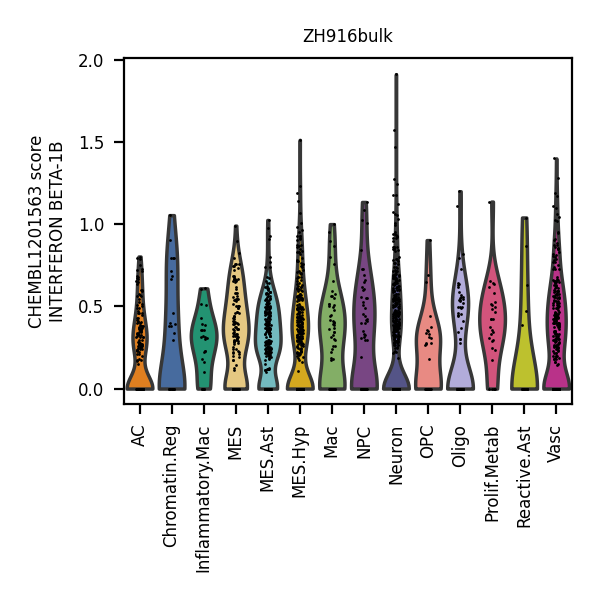 ZH916bulk
CHEMBL1201563 score
INTERFERON BETA-1B
2.0
1.5
1.0
0.5
0.0
AC
Chromatin.Reg
Inflammatory.Mac
MES
MES.Ast
MES.Hyp
Mac
NPC
Neuron
OPC
Oligo
Prolif.Metab
Reactive.Ast
Vasc